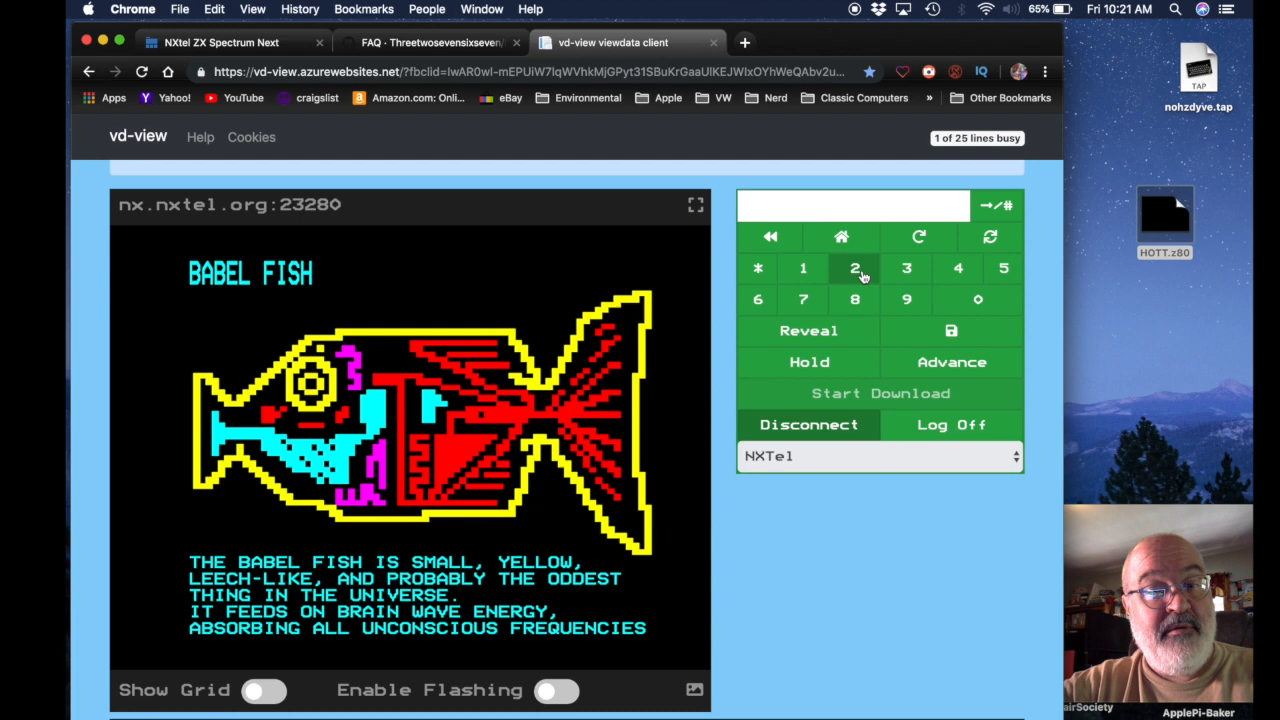 Chrome File Edit View History Bookmarks People Window Help 65% Fri 10:21 AM
NXtel ZX Spectrum Next FAQ · Threetwosevensixseven/ vd-view viewdata client
https://vd-view.azurewebsites.net/?fbclid=IwAR0wI-mEPUiW7IqWVhkMjGPyt31SBuKrGaaUlKEJWIxOYhWeQAbv2u... IQ
Apps Yahoo! YouTube craigslist Amazon.com: Onli... eBay Environmental Apple VW Nerd Classic Computers » Other Bookmarks
TAP
nohzdyve.tap
vd-view Help Cookies 1 of 25 lines busy
nx.nxtel.org:23280
→/#
* 1 2 3 4 5
6 7 8 9 0
Reveal
Hold Advance
Start Download
Disconnect Log Off
NXTel
HOTT.z80
BABEL FISH
THE BABEL FISH IS SMALL, YELLOW,
LEECH-LIKE, AND PROBABLY THE ODDEST
THING IN THE UNIVERSE.
IT FEEDS ON BRAIN WAVE ENERGY,
ABSORBING ALL UNCONSCIOUS FREQUENCIES
Show Grid Enable Flashing
airSociety
ApplePi-Baker